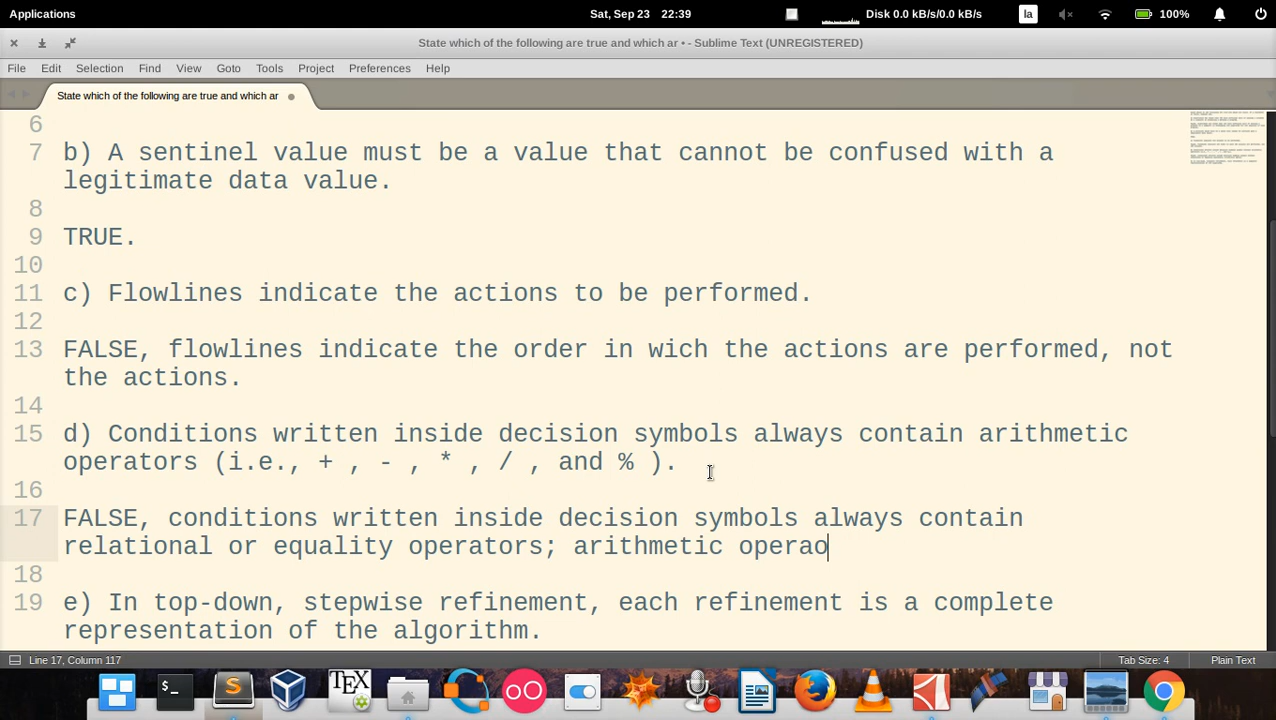 Applications
Sat, Sep 23 22:39
Disk 0.0 kB/s/0.0 kB/s
la
100%
State which of the following are true and which ar • - Sublime Text (UNREGISTERED)
File Edit Selection Find View Goto Tools Project Preferences Help
State which of the following are true and which ar
6
7 b) A sentinel value must be a value that cannot be confused with a
legitimate data value.
8
9 TRUE.
10
11 c) Flowlines indicate the actions to be performed.
12
13 FALSE, flowlines indicate the order in wich the actions are performed, not
the actions.
14
15 d) Conditions written inside decision symbols always contain arithmetic
operators (i.e., + , - , * , / , and % ).
16
17 FALSE, conditions written inside decision symbols always contain
relational or equality operators; arithmetic operao
18
19 e) In top-down, stepwise refinement, each refinement is a complete
representation of the algorithm.
Line 17, Column 117
Tab Size: 4
Plain Text
>_
S
TEX